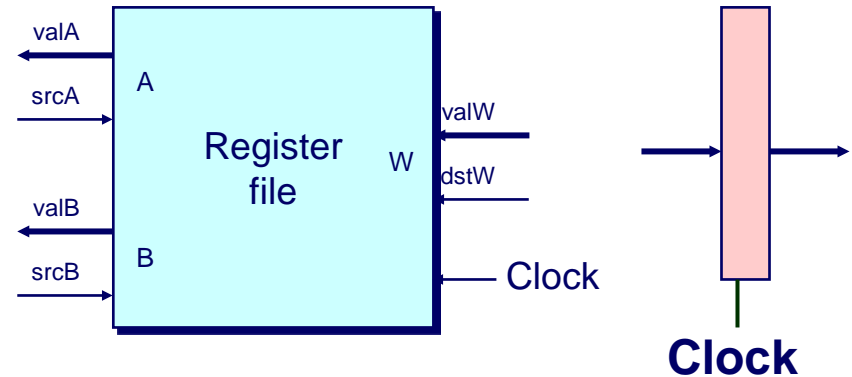 valA
srcA
A
Register
file
valW
W
dstW
valB
srcB
B
Clock
Clock